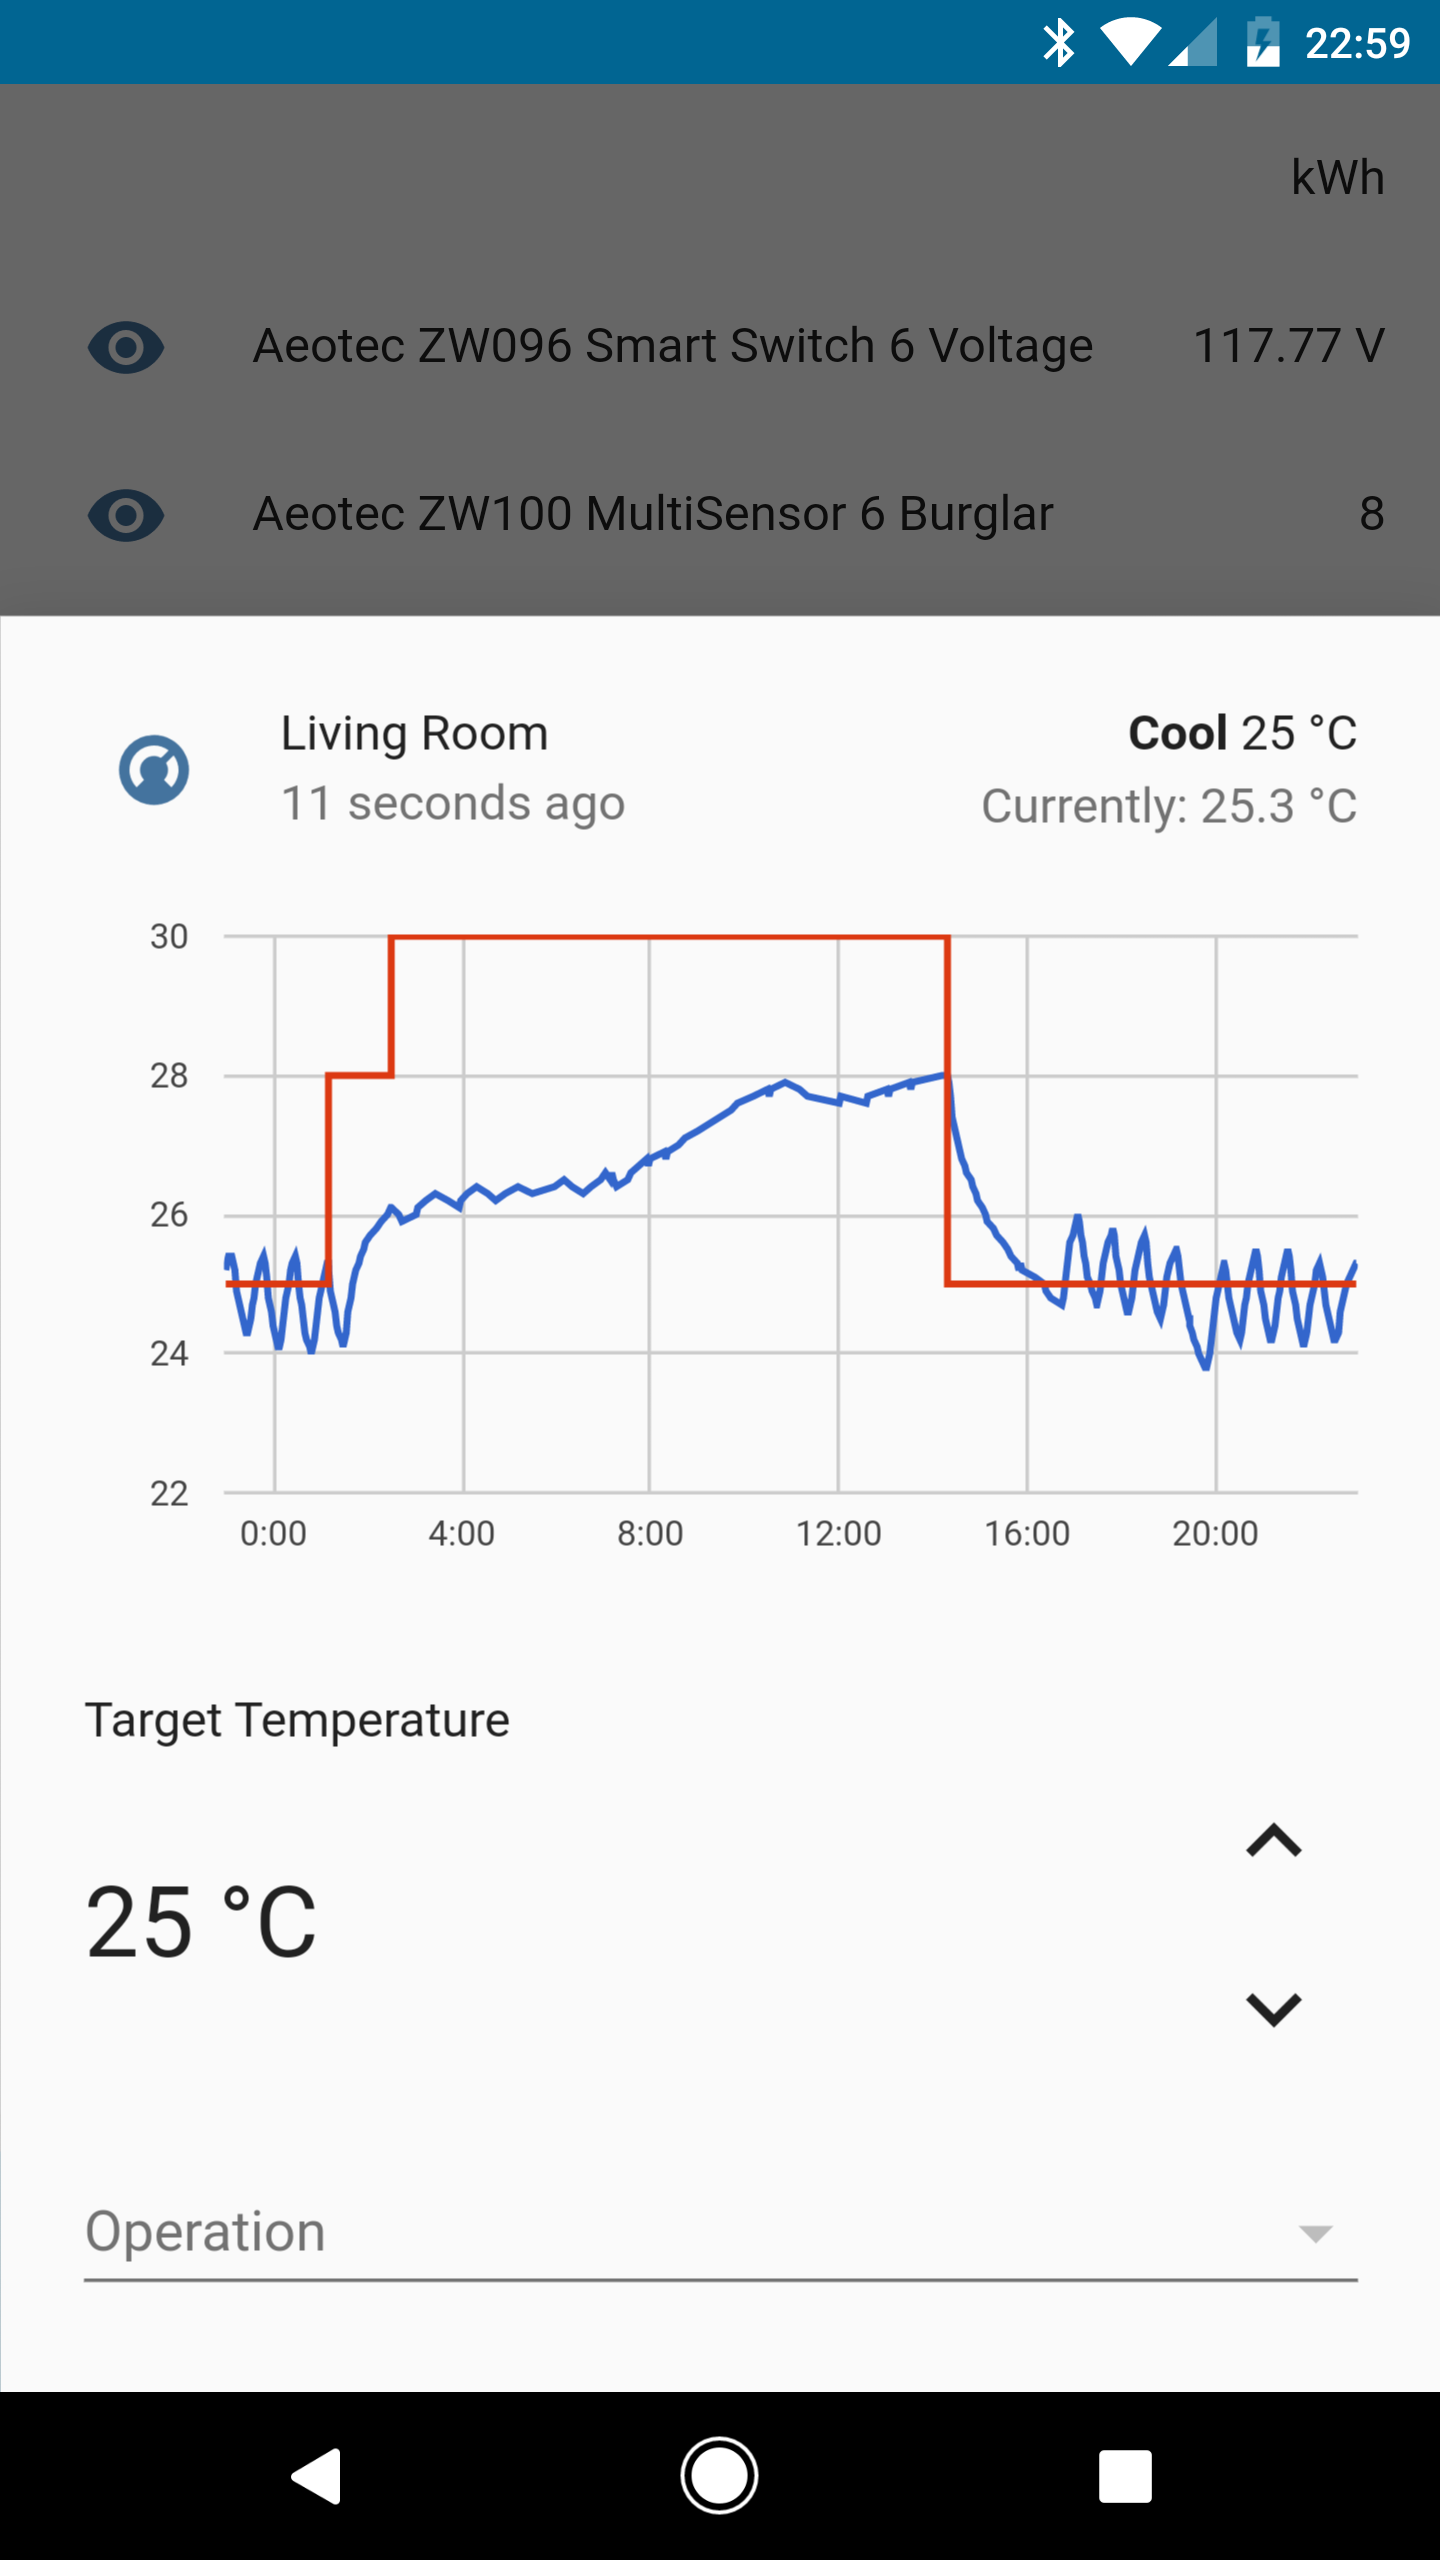 22:59
kWh
Aeotec ZW096 Smart Switch 6 Voltage 117.77 V
Aeotec ZW100 MultiSensor 6 Burglar 8
Living Room Cool 25 °C
11 seconds ago Currently: 25.3 °C
30
28
26
24
22
0:00 4:00 8:00 12:00 16:00 20:00
Target Temperature
25 °C
Operation